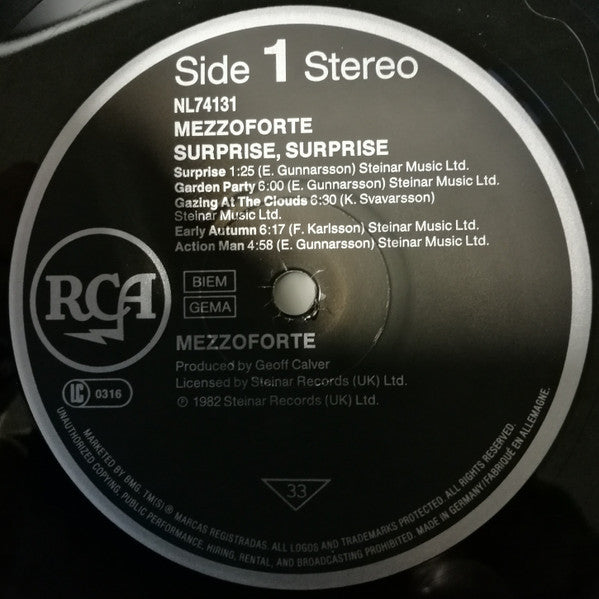 Side 1 Stereo
NL74131
MEZZOFORTE
SURPRISE, SURPRISE
Surprise 1:25 (E. Gunnarsson) Steinar Music Ltd.
Garden Party 6:00 (E. Gunnarsson) Steinar Music Ltd.
Gazing At The Clouds 6:30 (K. Svavarsson)
Steinar Music Ltd.
Early Autumn 6:17 (F. Karlsson) Steinar Music Ltd.
Action Man 4:58 (E. Gunnarsson) Steinar Music Ltd.
RCA
BIEM
GEMA
MEZZOFORTE
Produced by Geoff Calver
Licensed by Steinar Records (UK) Ltd.
℗ 1982 Steinar Records (UK) Ltd.
LC 0316
33
MARKETED BY BMG. TM(S) ® MARCAS REGISTRADAS. ALL LOGOS AND TRADEMARKS PROTECTED. ALL RIGHTS RESERVED.
UNAUTHORIZED COPYING, PUBLIC PERFORMANCE, HIRING, RENTAL, AND BROADCASTING PROHIBITED. MADE IN GERMANY/FABRIQUÉ EN ALLEMAGNE.